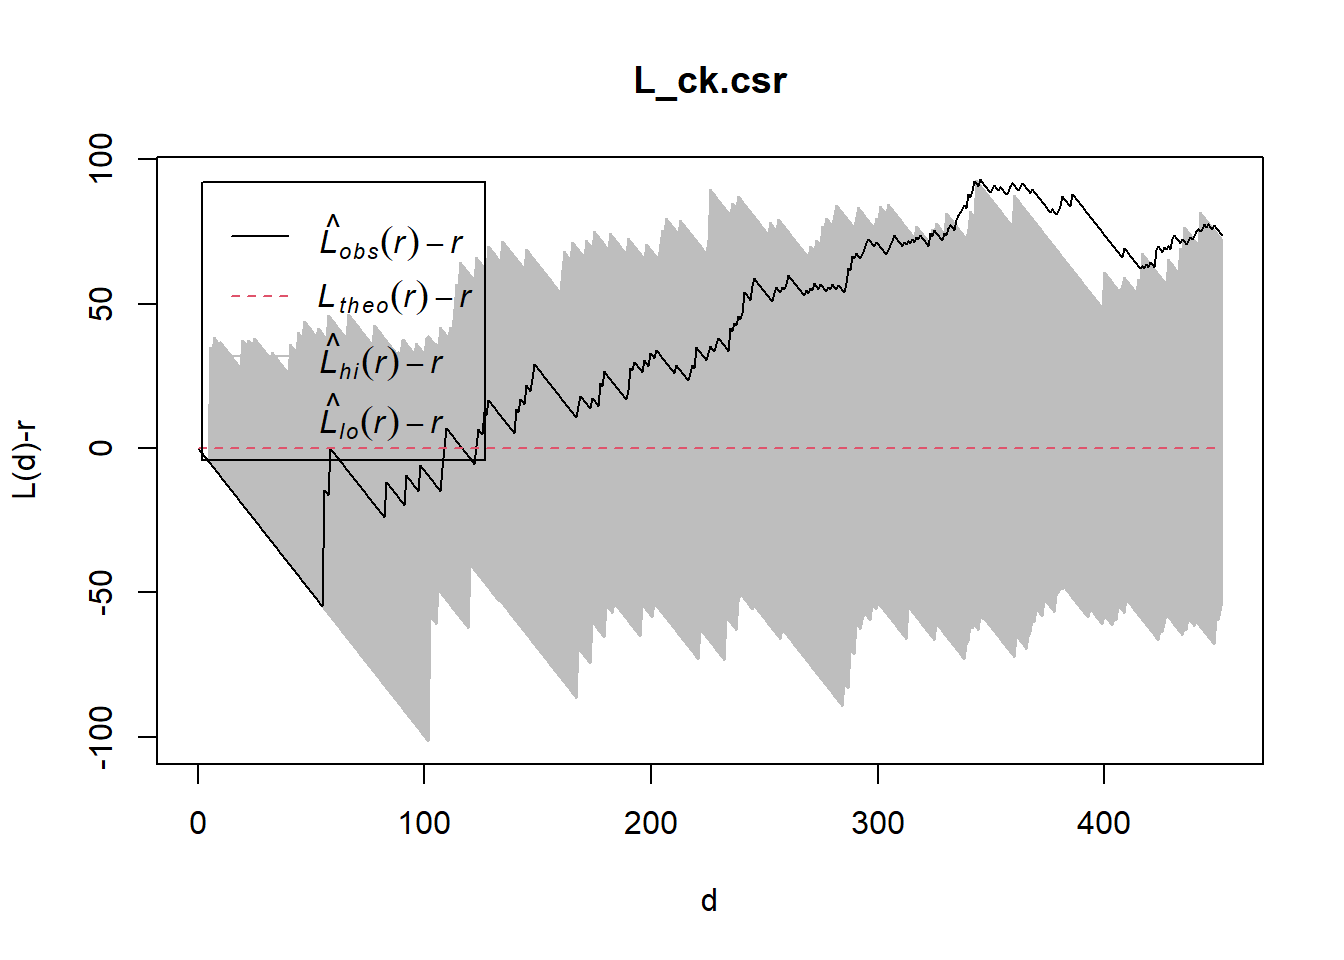 L_ck.csr
L(d)-r
100
50
0
-50
-100
L̂obs(r) − r
Ltheo(r) − r
L̂hi(r) − r
L̂lo(r) − r
0 100 200 300 400
d